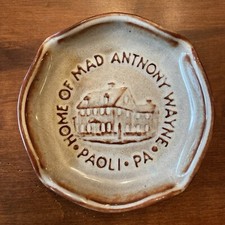 HOME OF MAD ANTHONY WAYNE
• PAOLI • PA •